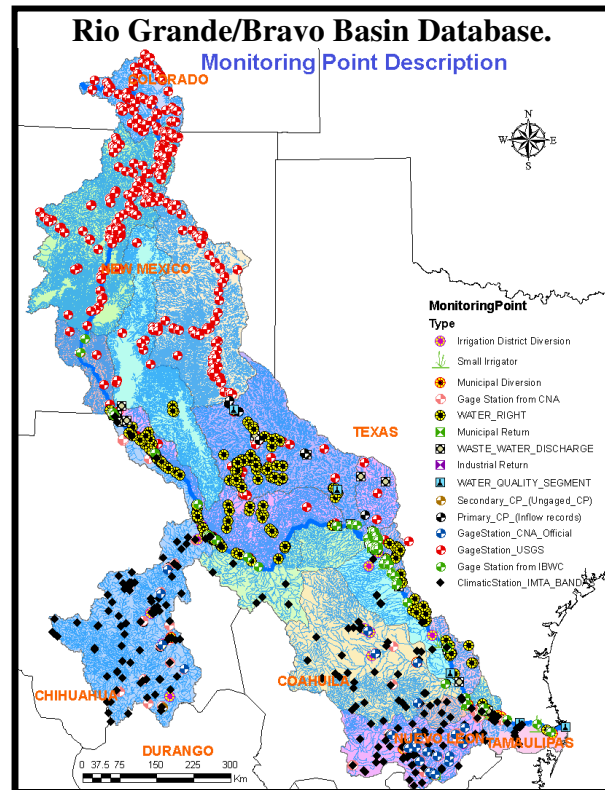 Rio Grande/Bravo Basin Database.
Monitoring Point Description
COLORADO
N
W E
S
NEW MEXICO
MonitoringPoint
Type
Irrigation District Diversion
Small Irrigator
Municipal Diversion
Gage Station from CNA
WATER_RIGHT
TEXAS
Municipal Return
WASTE_WATER_DISCHARGE
Industrial Return
WATER_QUALITY_SEGMENT
Secondary_CP_(Ungaged_CP)
Primary_CP_(Inflow records)
GageStation_CNA_Official
GageStation_USGS
Gage Station from IBWC
ClimaticStation_IMTA_BANDA
COAHUILA
CHIHUAHUA
NUEVO LEON
TAMAULIPAS
DURANGO
0 37.5 75 150 225 300
Km